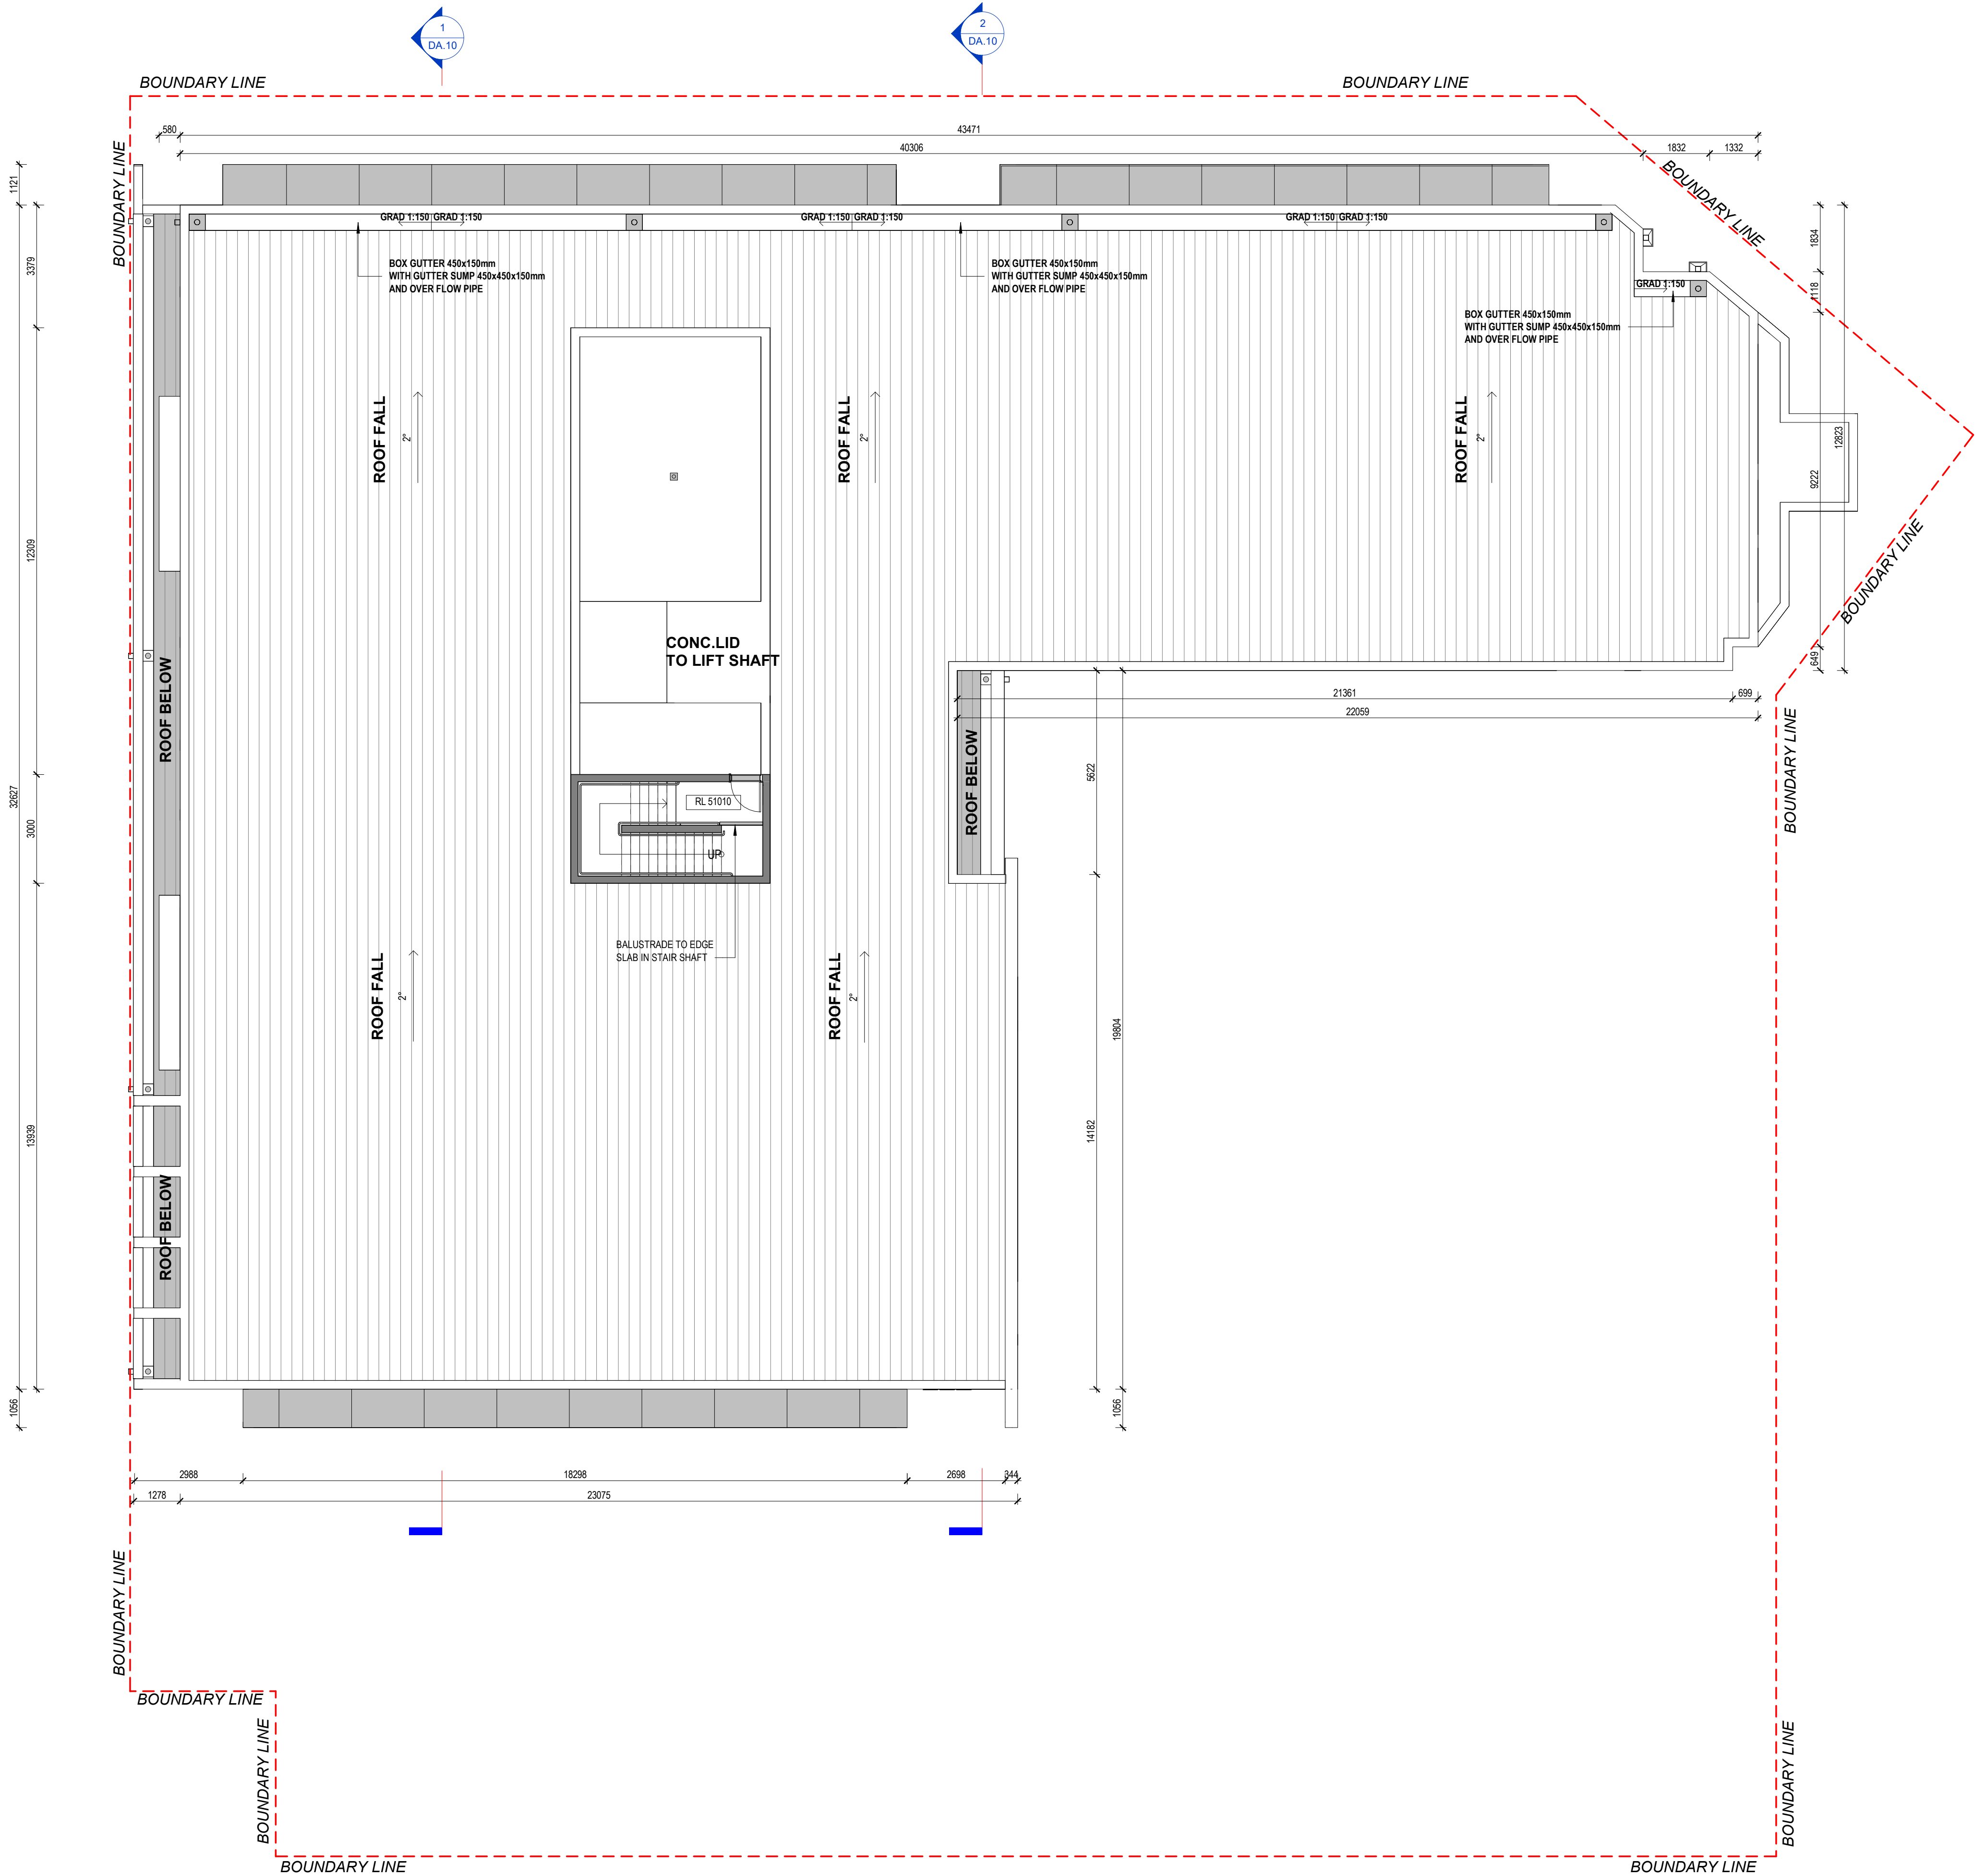 1
DA.10
2
DA.10
BOUNDARY LINE
BOUNDARY LINE
BOUNDARY LINE
BOUNDARY LINE
580
43471
40306
1832
1332
1121
GRAD 1:150
GRAD 1:150
GRAD 1:150
GRAD 1:150
GRAD 1:150
GRAD 1:150
BOX GUTTER 450x150mm
WITH GUTTER SUMP 450x450x150mm
AND OVER FLOW PIPE
BOX GUTTER 450x150mm
WITH GUTTER SUMP 450x450x150mm
AND OVER FLOW PIPE
GRAD 1:150
BOX GUTTER 450x150mm
WITH GUTTER SUMP 450x450x150mm
AND OVER FLOW PIPE
3379
1834
1118
12823
9222
649
ROOF FALL
2°
ROOF FALL
2°
ROOF FALL
2°
12309
BOUNDARY LINE
CONC.LID
TO LIFT SHAFT
ROOF BELOW
21361
699
22059
BOUNDARY LINE
ROOF BELOW
5622
32627
3000
RL 51010
UP
BALUSTRADE TO EDGE
SLAB IN STAIR SHAFT
ROOF FALL
2°
ROOF FALL
2°
19804
14182
13939
ROOF BELOW
1056
1056
2988
18298
2698
344
1278
23075
BOUNDARY LINE
BOUNDARY LINE
BOUNDARY LINE
BOUNDARY LINE
BOUNDARY LINE
BOUNDARY LINE